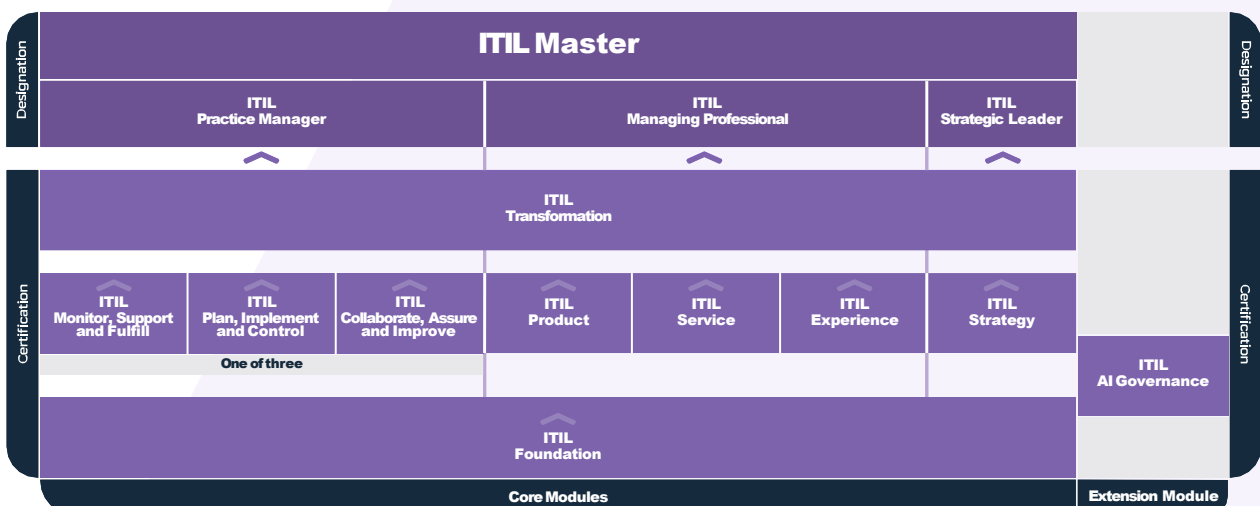 Designation
ITIL Master
Designation
ITIL
Practice Manager
ITIL
Managing Professional
ITIL
Strategic Leader
Certification
ITIL
Transformation
Certification
ITIL
Monitor, Support
and Fulfill
ITIL
Plan, Implement
and Control
ITIL
Collaborate, Assure
and Improve
ITIL
Product
ITIL
Service
ITIL
Experience
ITIL
Strategy
One of three
ITIL
AI Governance
ITIL
Foundation
Core Modules
Extension Module